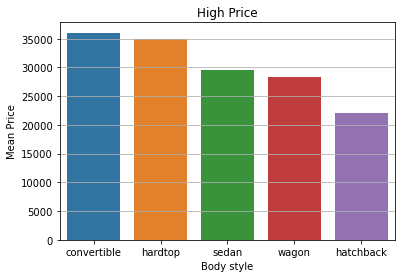 High Price
35000
30000
25000
20000
15000
10000
5000
0
Mean Price
convertible hardtop sedan wagon hatchback
Body style